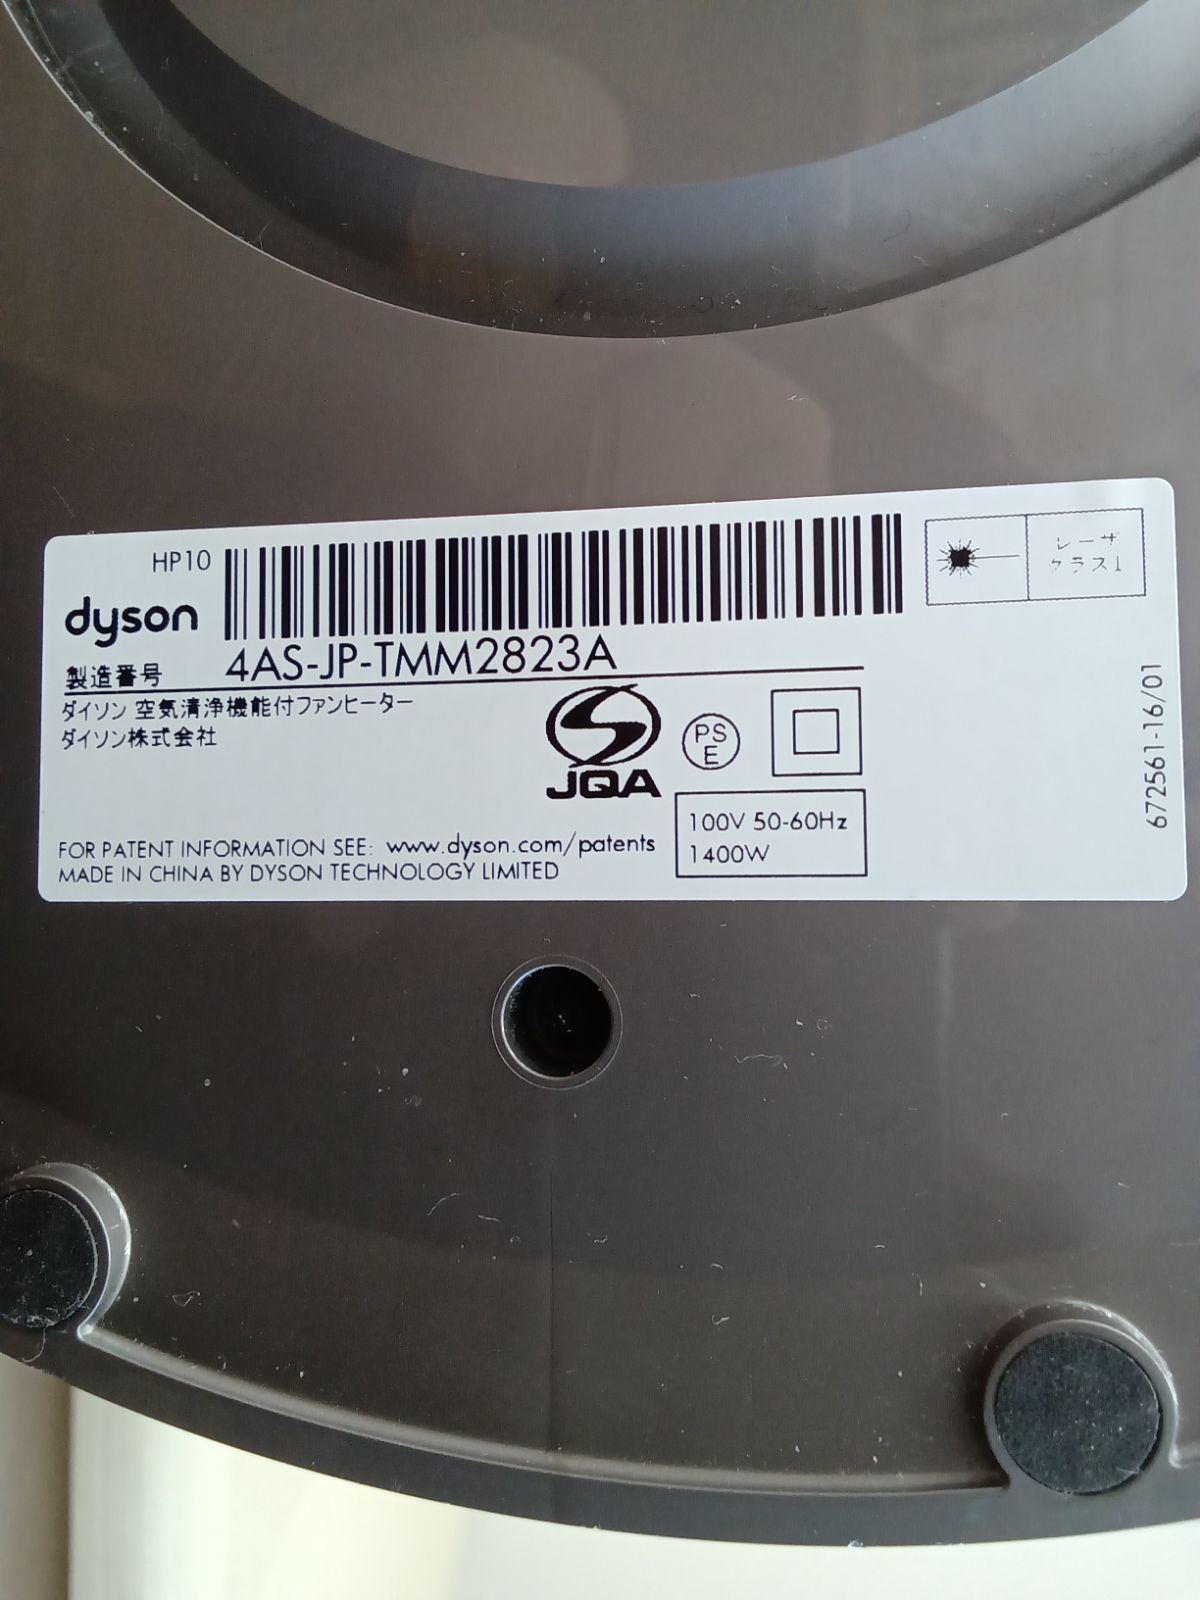 HP10
dyson
製造番号 4AS-JP-TMM2823A
ダイソン 空気清浄機能付ファンヒーター
ダイソン株式会社
JQA
PS
E
100V 50-60Hz
1400W
FOR PATENT INFORMATION SEE: www.dyson.com/patents
MADE IN CHINA BY DYSON TECHNOLOGY LIMITED
レーザ
クラス1
672561-16/01